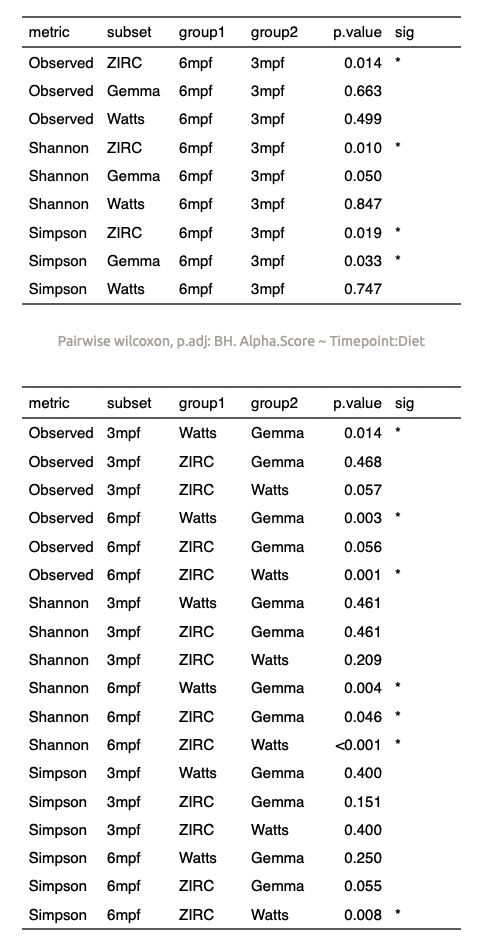 metric subset group1 group2 p.value sig
Observed ZIRC 6mpf 3mpf 0.014 *
Observed Gemma 6mpf 3mpf 0.663
Observed Watts 6mpf 3mpf 0.499
Shannon ZIRC 6mpf 3mpf 0.010 *
Shannon Gemma 6mpf 3mpf 0.050
Shannon Watts 6mpf 3mpf 0.847
Simpson ZIRC 6mpf 3mpf 0.019 *
Simpson Gemma 6mpf 3mpf 0.033 *
Simpson Watts 6mpf 3mpf 0.747
Pairwise wilcoxon, p.adj: BH. Alpha.Score ~ Timepoint:Diet
metric subset group1 group2 p.value sig
Observed 3mpf Watts Gemma 0.014 *
Observed 3mpf ZIRC Gemma 0.468
Observed 3mpf ZIRC Watts 0.057
Observed 6mpf Watts Gemma 0.003 *
Observed 6mpf ZIRC Gemma 0.056
Observed 6mpf ZIRC Watts 0.001 *
Shannon 3mpf Watts Gemma 0.461
Shannon 3mpf ZIRC Gemma 0.461
Shannon 3mpf ZIRC Watts 0.209
Shannon 6mpf Watts Gemma 0.004 *
Shannon 6mpf ZIRC Gemma 0.046 *
Shannon 6mpf ZIRC Watts <0.001 *
Simpson 3mpf Watts Gemma 0.400
Simpson 3mpf ZIRC Gemma 0.151
Simpson 3mpf ZIRC Watts 0.400
Simpson 6mpf Watts Gemma 0.250
Simpson 6mpf ZIRC Gemma 0.055
Simpson 6mpf ZIRC Watts 0.008 *